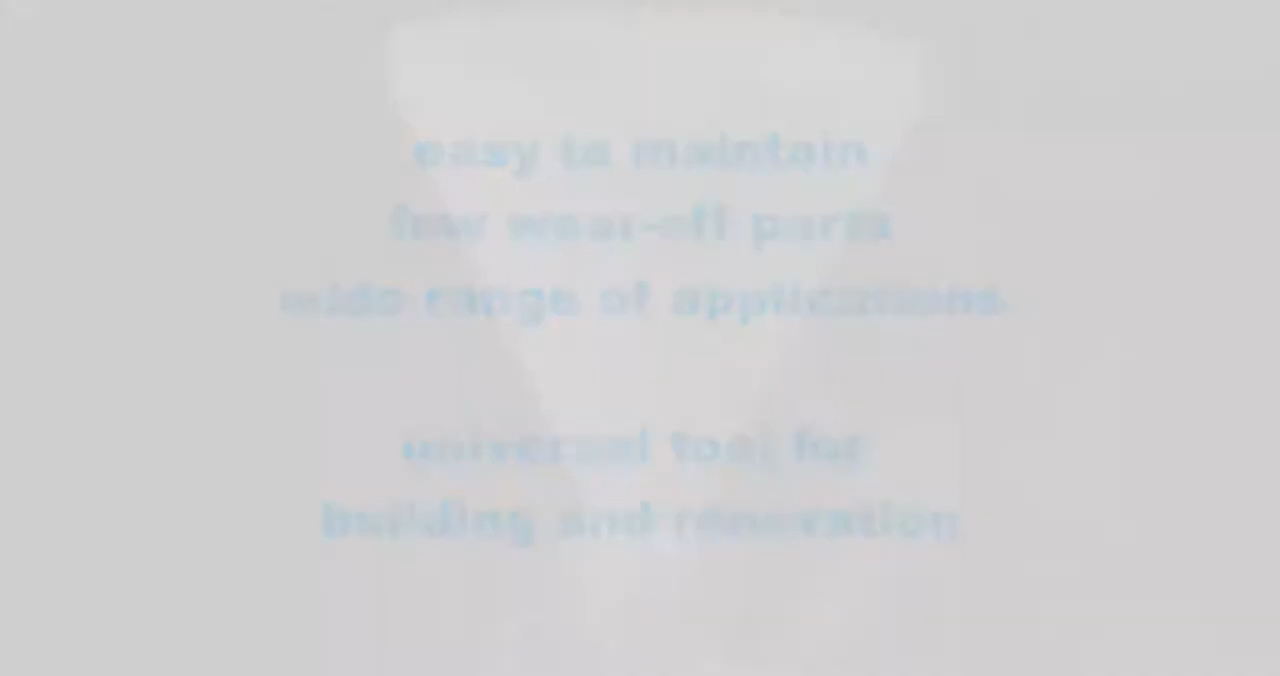 easy to maintain
few wear-off parts
wide range of applications
universal tool for
building and renovation